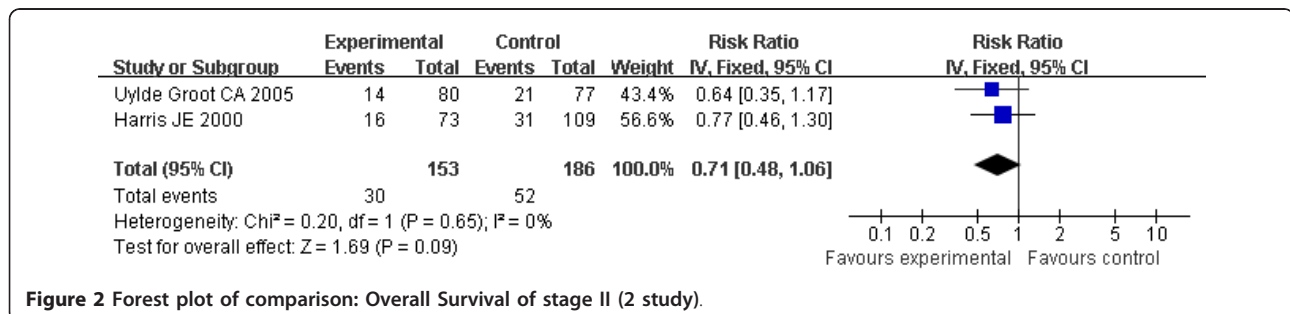 Experimental Control Risk Ratio Risk Ratio
Study or Subgroup Events Total Events Total Weight IV, Fixed, 95% CI IV, Fixed, 95% CI
Uylde Groot CA 2005 14 80 21 77 43.4% 0.64 [0.35, 1.17]
Harris JE 2000 16 73 31 109 56.6% 0.77 [0.46, 1.30]
Total (95% CI) 153 186 100.0% 0.71 [0.48, 1.06]
Total events 30 52
Heterogeneity: Chi² = 0.20, df = 1 (P = 0.65); I² = 0%
Test for overall effect: Z = 1.69 (P = 0.09)
0.1 0.2 0.5 1 2 5 10
Favours experimental Favours control
Figure 2 Forest plot of comparison: Overall Survival of stage II (2 study).